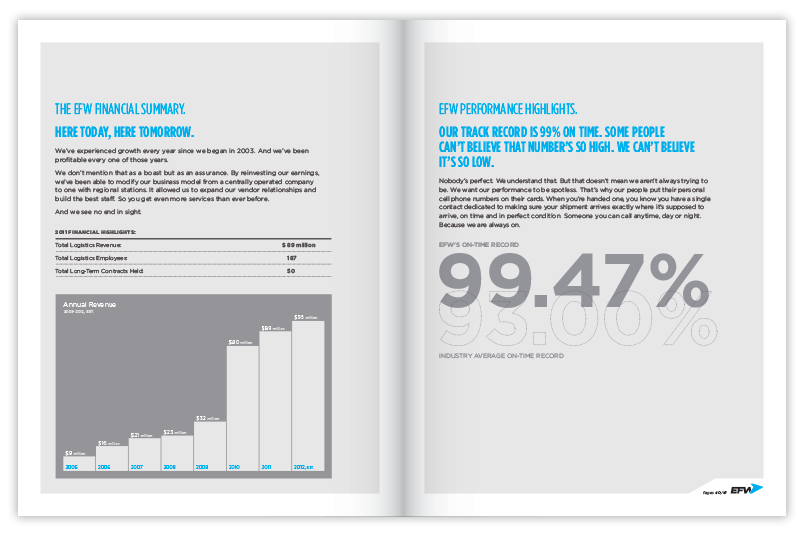 THE EFW FINANCIAL SUMMARY.
HERE TODAY, HERE TOMORROW.
We've experienced growth every year since we began in 2003. And we've been
profitable every one of those years.
We don't mention that as a boast but as an assurance. By reinvesting our earnings,
we've been able to modify our business model from a centrally operated company
to one with regional stations. It allowed us to expand our vendor relationships and
build the best staff. So you get even more services than ever before.
And we see no end in sight.
2011 FINANCIAL HIGHLIGHTS:
Total Logistics Revenue: $ 89 million
Total Logistics Employees: 187
Total Long-Term Contracts Held: 50
Annual Revenue
$95 million
$89 million
$80 million
$32 million
$23 million
$21 million
$16 million
$9 million
2005 2006 2007 2008 2009 2010 2011 2012,
EFW PERFORMANCE HIGHLIGHTS.
OUR TRACK RECORD IS 99% ON TIME. SOME PEOPLE
CAN'T BELIEVE THAT NUMBER'S SO HIGH. WE CAN'T BELIEVE
IT'S SO LOW.
Nobody's perfect. We understand that. But that doesn't mean we aren't always trying to
be. We want our performance to be spotless. That's why our people put their personal
cell phone numbers on their cards. When you're handed one, you know you have a single
contact dedicated to making sure your shipment arrives exactly where it's supposed to
arrive, on time and in perfect condition. Someone you can call anytime, day or night.
Because we are always on.
EFW'S ON-TIME RECORD
99.47%
93.00%
INDUSTRY AVERAGE ON-TIME RECORD
EFW